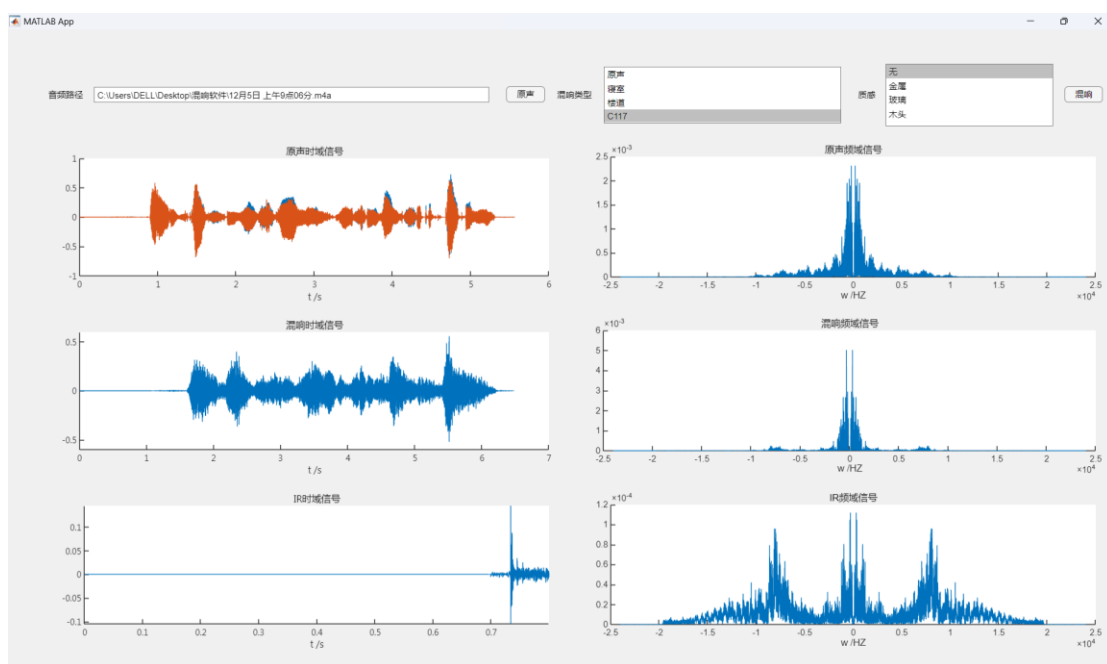 MATLAB App
音频路径 C:\Users\DELL\Desktop\混响软件\12月5日 上午9点06分.m4a 原声 混响类型 质感 混响
原声
寝室
楼道
C117
无
金属
玻璃
木头
原声时域信号
1
0.5
0
-0.5
-1
0 1 2 3 4 5 6
t /s
原声频域信号
×10⁻³
2.5
2
1.5
1
0.5
0
-2.5 -2 -1.5 -1 -0.5 0 0.5 1 1.5 2 2.5
w /HZ
×10⁴
混响时域信号
0.5
0
-0.5
0 1 2 3 4 5 6 7
t /s
混响频域信号
×10⁻³
6
5
4
3
2
1
0
-2.5 -2 -1.5 -1 -0.5 0 0.5 1 1.5 2 2.5
w /HZ
×10⁴
IR时域信号
0.1
0.05
0
-0.05
-0.1
0 0.1 0.2 0.3 0.4 0.5 0.6 0.7
t /s
IR频域信号
×10⁻⁴
1.2
1
0.8
0.6
0.4
0.2
0
-2.5 -2 -1.5 -1 -0.5 0 0.5 1 1.5 2 2.5
w /HZ
×10⁴